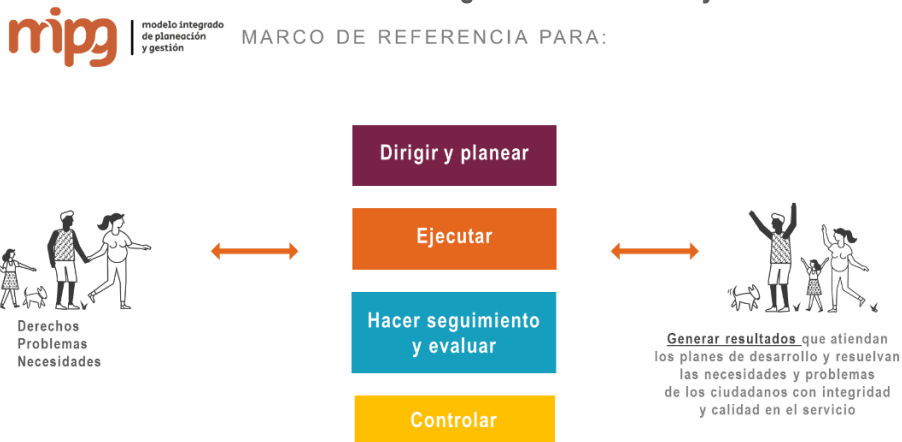 mipg
modelo integrado
de planeación
y gestión
MARCO DE REFERENCIA PARA:
Dirigir y planear
Ejecutar
Hacer seguimiento
y evaluar
Controlar
Derechos
Problemas
Necesidades
Generar resultados que atiendan
los planes de desarrollo y resuelvan
las necesidades y problemas
de los ciudadanos con integridad
y calidad en el servicio